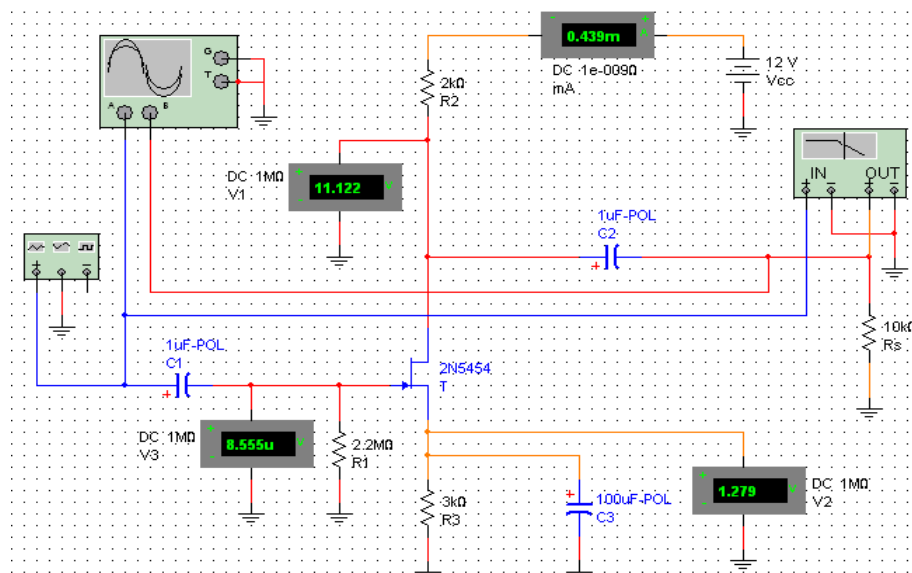 0.439m
A
DC 1e-009Ω
mA
12 V
Vcc
G
T
A
B
2kΩ
R2
DC 1MΩ
V1
11.122
V
IN
OUT
1uF-POL
C2
1uF-POL
C1
2N5454
T
10kΩ
Rs
DC 1MΩ
V3
8.555u
V
2.2MΩ
R1
3kΩ
R3
100uF-POL
C3
1.279
V
DC 1MΩ
V2